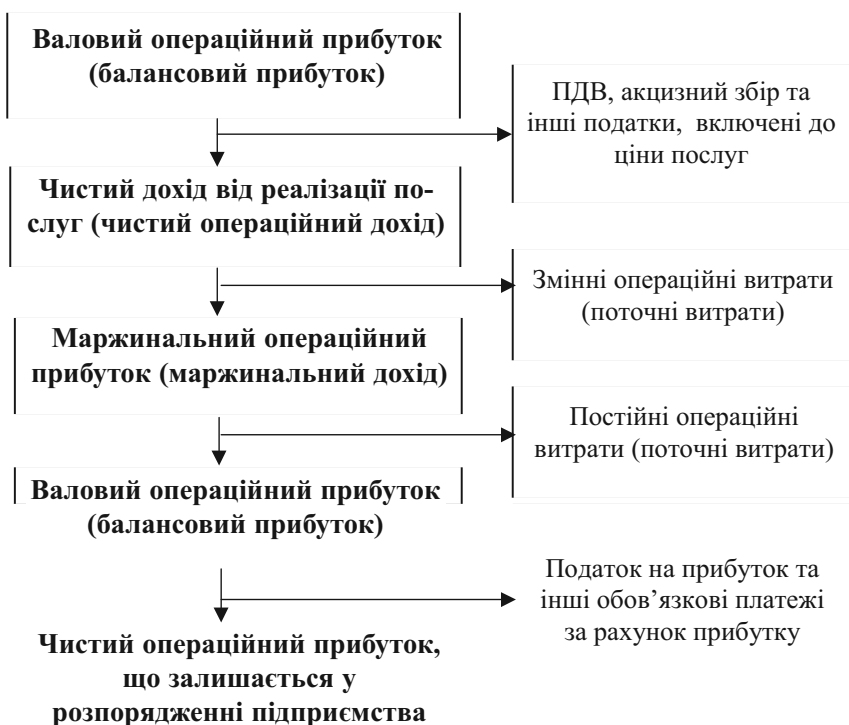 Валовий операційний прибуток
(балансовий прибуток)
ПДВ, акцизний збір та
інші податки, включені до
ціни послуг
Чистий дохід від реалізації по-
слуг (чистий операційний дохід)
Змінні операційні витрати
(поточні витрати)
Маржинальний операційний
прибуток (маржинальний дохід)
Постійні операційні
витрати (поточні витрати)
Валовий операційний прибуток
(балансовий прибуток)
Податок на прибуток та
інші обов’язкові платежі
за рахунок прибутку
Чистий операційний прибуток,
що залишається у
розпорядженні підприємства